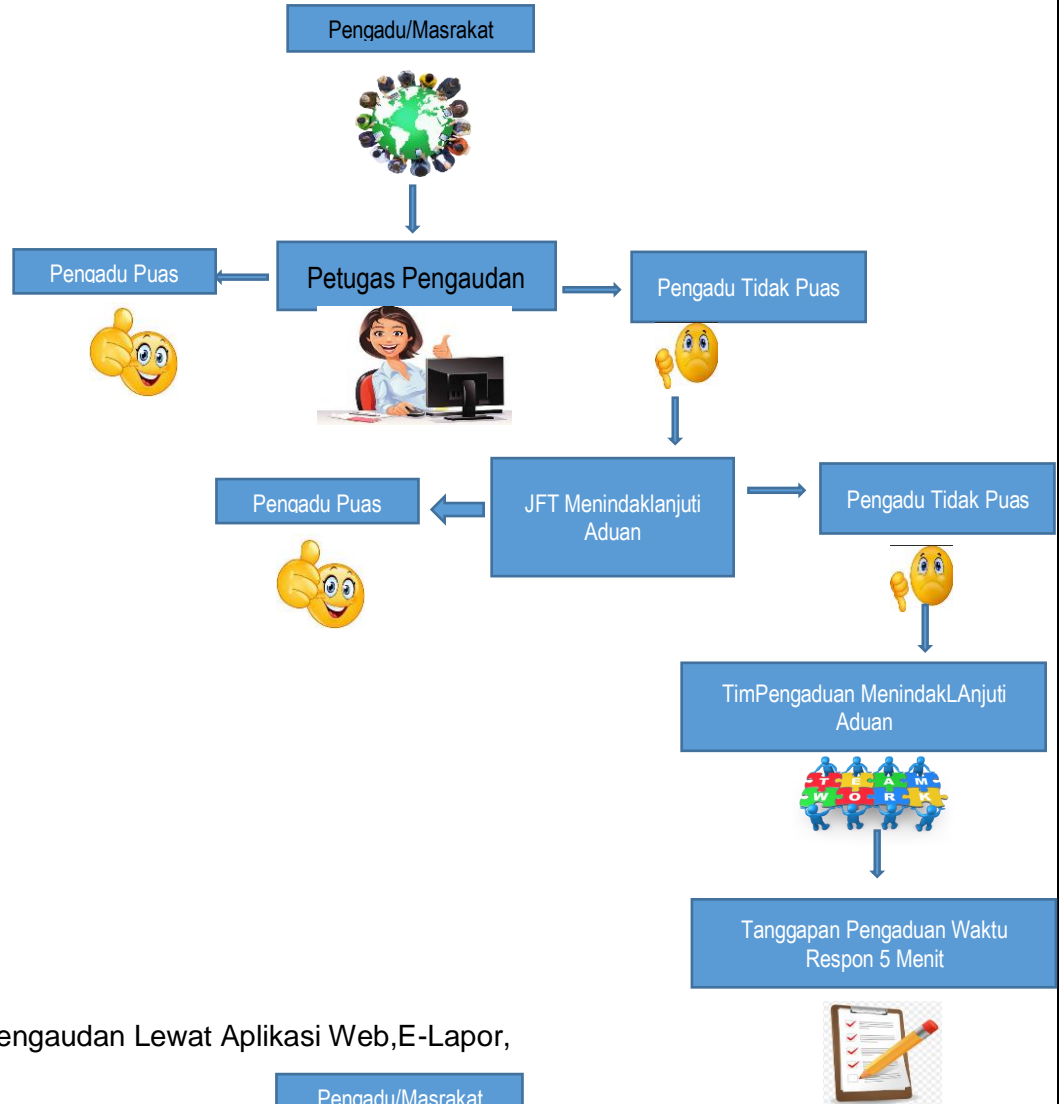 Pengadu/Masrakat
Pengadu Puas
Petugas Pengaudan
Pengadu Tidak Puas
Pengadu Puas
JFT Menindaklanjuti
Aduan
Pengadu Tidak Puas
TimPengaduan MenindakLAnjuti
Aduan
T E A M
W O R K
Tanggapan Pengaduan Waktu
Respon 5 Menit
engaudan Lewat Aplikasi Web,E-Lapor,
Pengadu/Masrakat